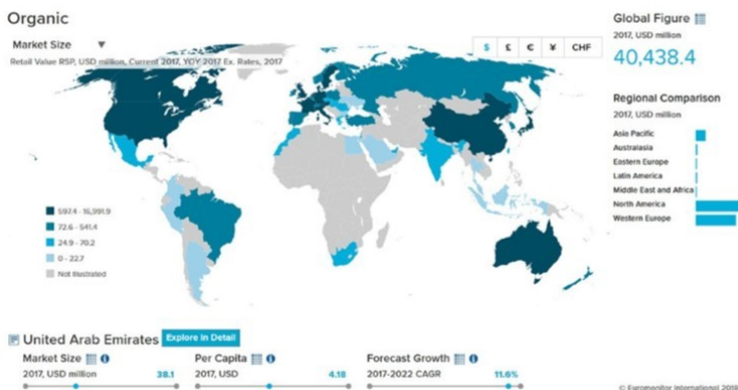 Organic
Market Size
Retail Value RSP, USD million, Current 2017, YOY 2017 Ex. Rates, 2017
$ £ € ¥ CHF
597.4 - 16,991.9
72.6 - 541.4
24.9 - 70.2
0 - 22.7
Not Illustrated
Global Figure
2017, USD million
40,438.4
Regional Comparison
2017, USD million
Asia Pacific
Australasia
Eastern Europe
Latin America
Middle East and Africa
North America
Western Europe
United Arab Emirates Explore in Detail
Market Size
2017, USD million 38.1
Per Capita
2017, USD 4.18
Forecast Growth
2017-2022 CAGR 11.6%
© Euromonitor International 2018